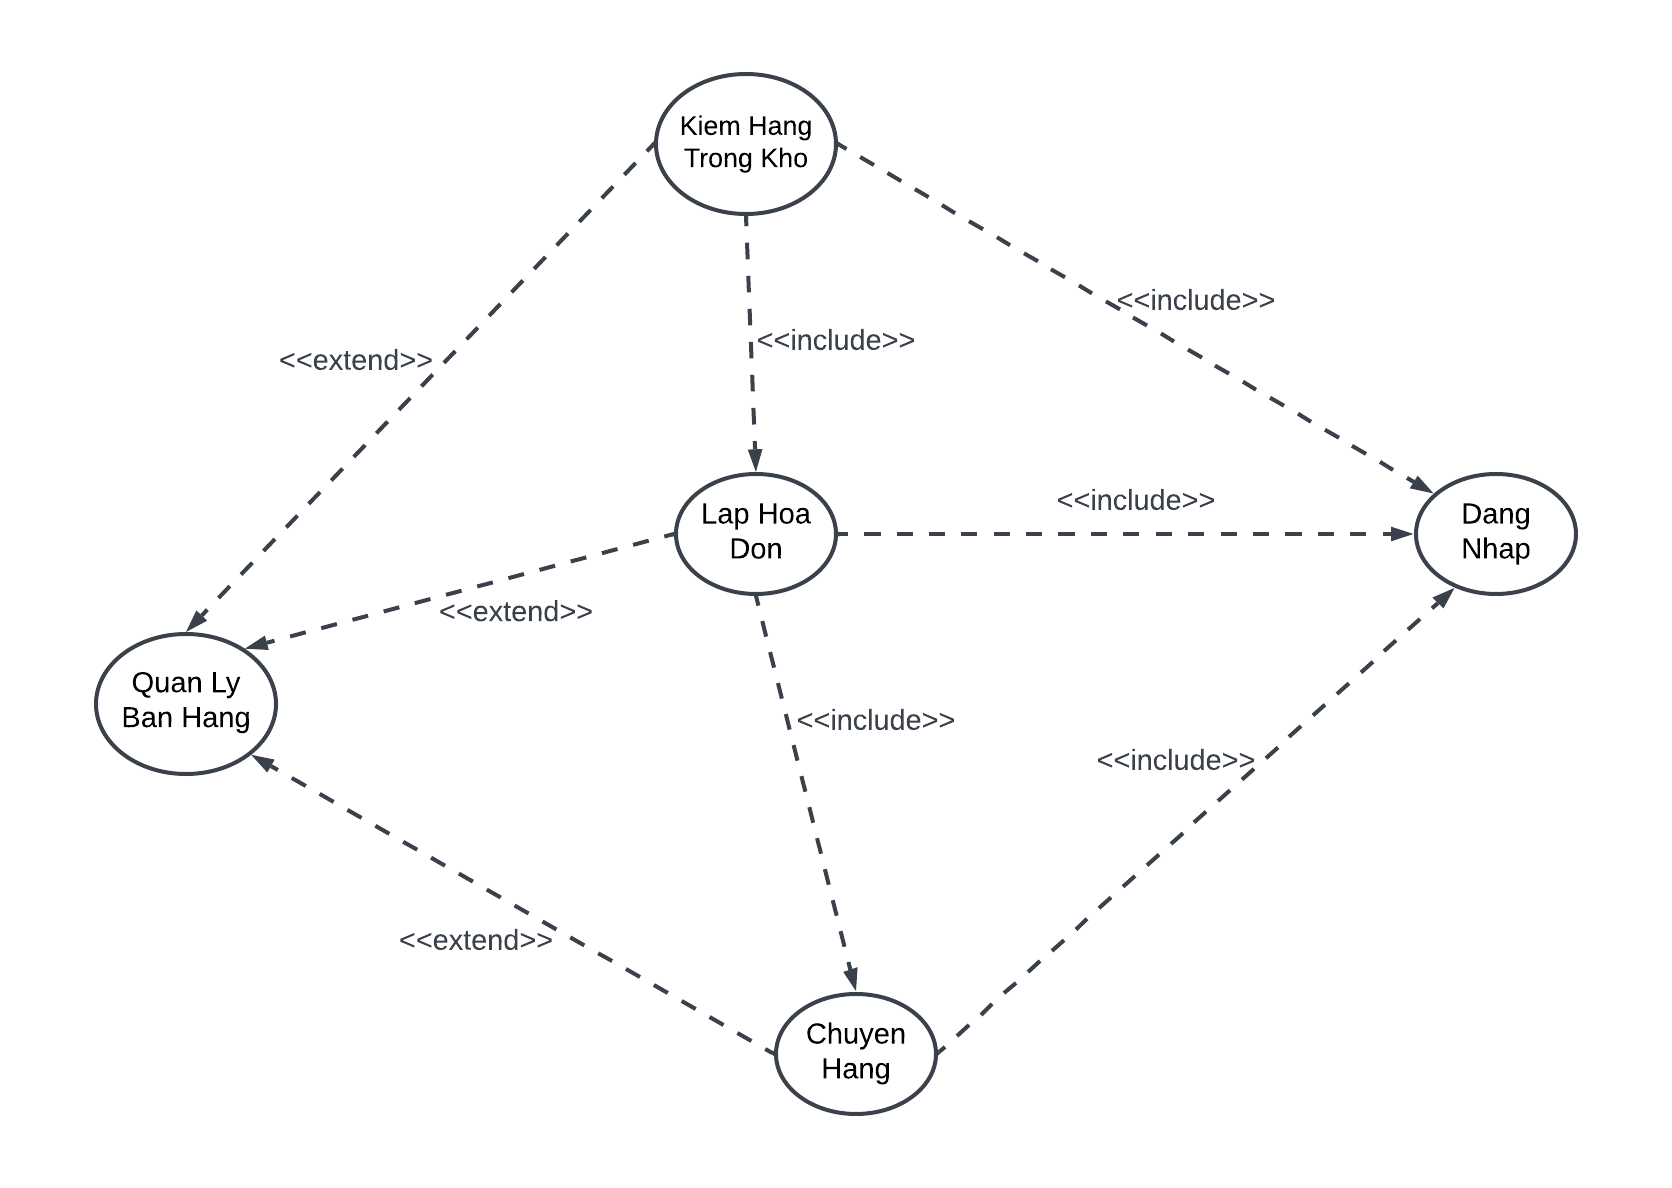 Kiem Hang
Trong Kho
<<include>>
<<include>>
<<extend>>
<<include>>
Lap Hoa
Don
Dang
Nhap
<<extend>>
Quan Ly
Ban Hang
<<include>>
<<include>>
<<extend>>
Chuyen
Hang